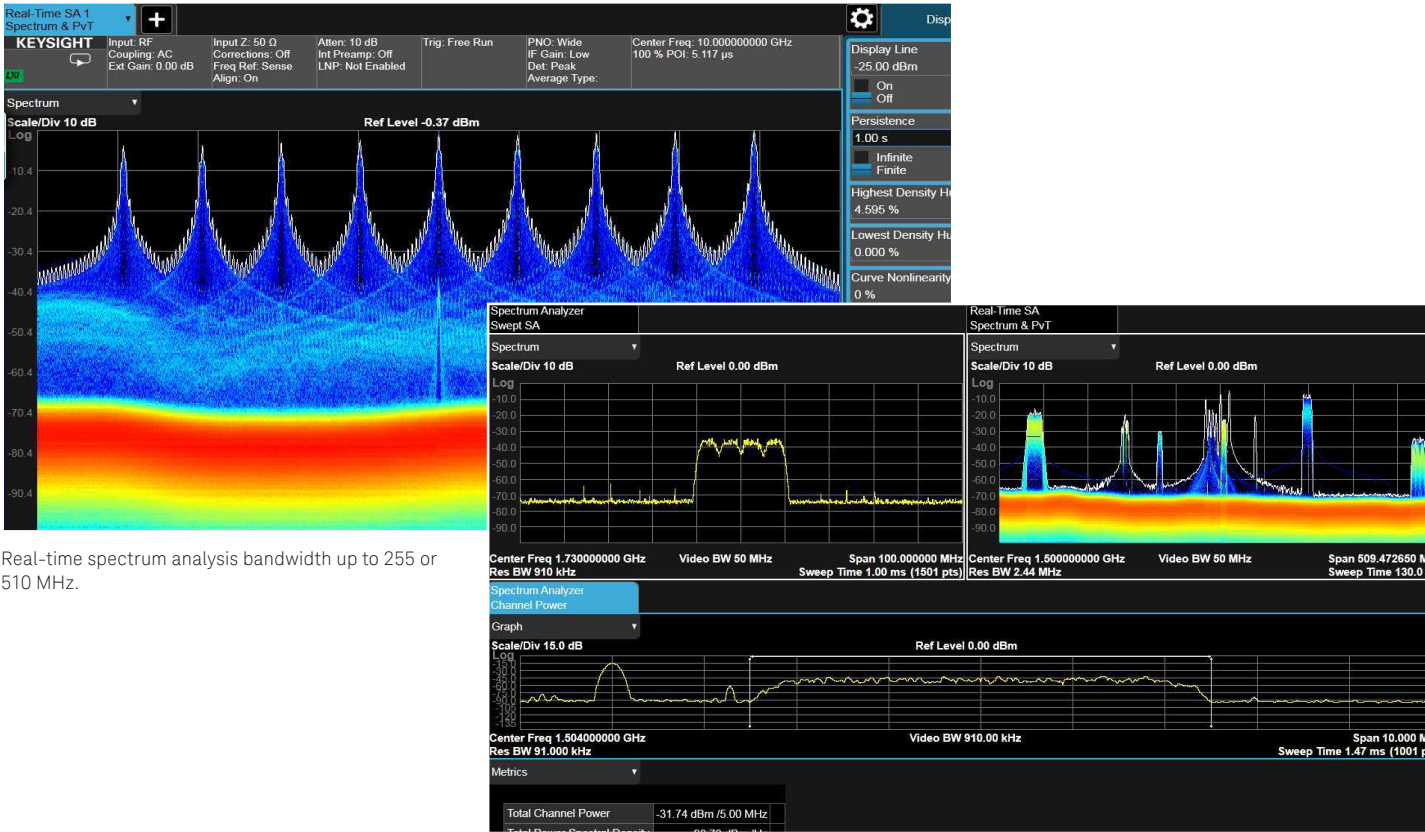 Real-Time SA 1
Spectrum & PvT
+
Disp
KEYSIGHT
LXI
Input: RF
Coupling: AC
Ext Gain: 0.00 dB
Input Z: 50 Ω
Corrections: Off
Freq Ref: Sense
Align: On
Atten: 10 dB
Int Preamp: Off
LNP: Not Enabled
Trig: Free Run
PNO: Wide
IF Gain: Low
Det: Peak
Average Type:
Center Freq: 10.000000000 GHz
100 % POI: 5.117 µs
Display Line
-25.00 dBm
On
Off
Persistence
1.00 s
Infinite
Finite
Highest Density Hu
4.595 %
Lowest Density Hu
0.000 %
Curve Nonlinearity
0 %
Spectrum
Scale/Div 10 dB
Ref Level -0.37 dBm
Log
-10.4
-20.4
-30.4
-40.4
-50.4
-60.4
-70.4
-80.4
-90.4
Real-time spectrum analysis bandwidth up to 255 or
510 MHz.
Spectrum Analyzer
Swept SA
Spectrum
Scale/Div 10 dB
Ref Level 0.00 dBm
Log
-10.0
-20.0
-30.0
-40.0
-50.0
-60.0
-70.0
-80.0
-90.0
Center Freq 1.730000000 GHz
Video BW 50 MHz
Span 100.000000 MHz
Res BW 910 kHz
Sweep Time 1.00 ms (1501 pts)
Real-Time SA
Spectrum & PvT
Spectrum
Scale/Div 10 dB
Ref Level 0.00 dBm
Log
-10.0
-20.0
-30.0
-40.0
-50.0
-60.0
-70.0
-80.0
-90.0
Center Freq 1.500000000 GHz
Video BW 50 MHz
Span 509.472650 M
Res BW 2.44 MHz
Sweep Time 130.0
Spectrum Analyzer
Channel Power
Graph
Scale/Div 15.0 dB
Ref Level 0.00 dBm
Log
-15.0
-90.0
-105
-120
-135
Center Freq 1.504000000 GHz
Video BW 910.00 kHz
Span 10.000 M
Res BW 91.000 kHz
Sweep Time 1.47 ms (1001 p
Metrics
Total Channel Power
-31.74 dBm /5.00 MHz
Total Power Spectral Density